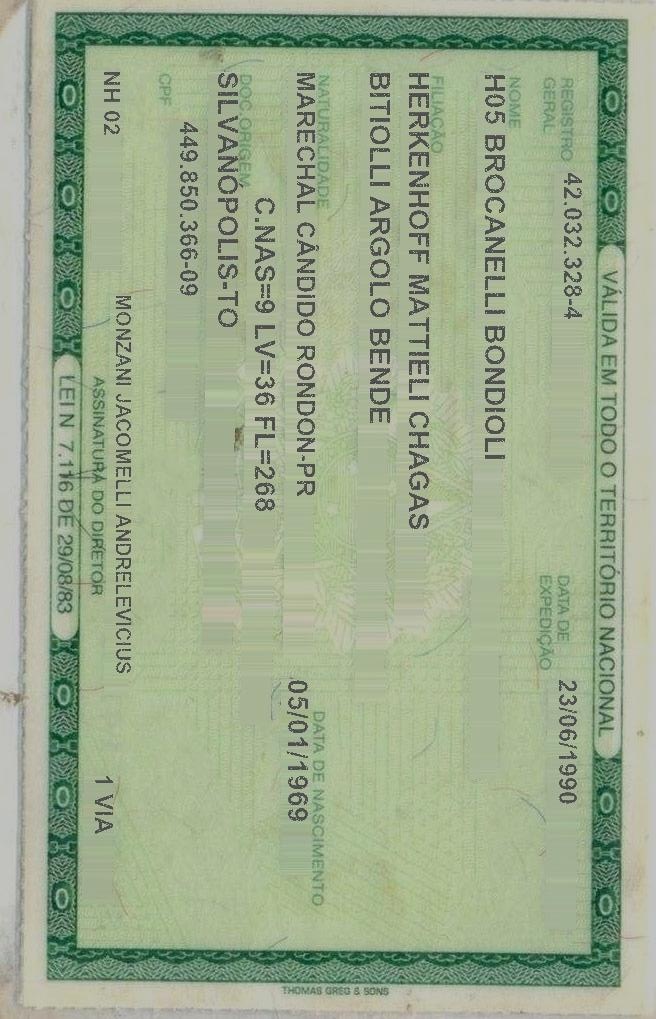 VÁLIDA EM TODO O TERRITÓRIO NACIONAL
REGISTRO GERAL 42.032.328-4 DATA DE EXPEDIÇÃO 23/06/1990
NOME
H05 BROCANELLI BONDIOLI
FILIAÇÃO
HERKENHOFF MATTIELI CHAGAS
BITIOLLI ARGOLO BENDE
NATURALIDADE DATA DE NASCIMENTO
MARECHAL CÂNDIDO RONDON-PR 05/01/1969
DOC ORIGEM C.NAS=9 LV=36 FL=268
SILVANÓPOLIS-TO
CPF 449.850.366-09
NH 02 MONZANI JACOMELLI ANDRELEVICIUS 1 VIA
ASSINATURA DO DIRETOR
LEI N 7.116 DE 29/08/83
THOMAS GREG & SONS